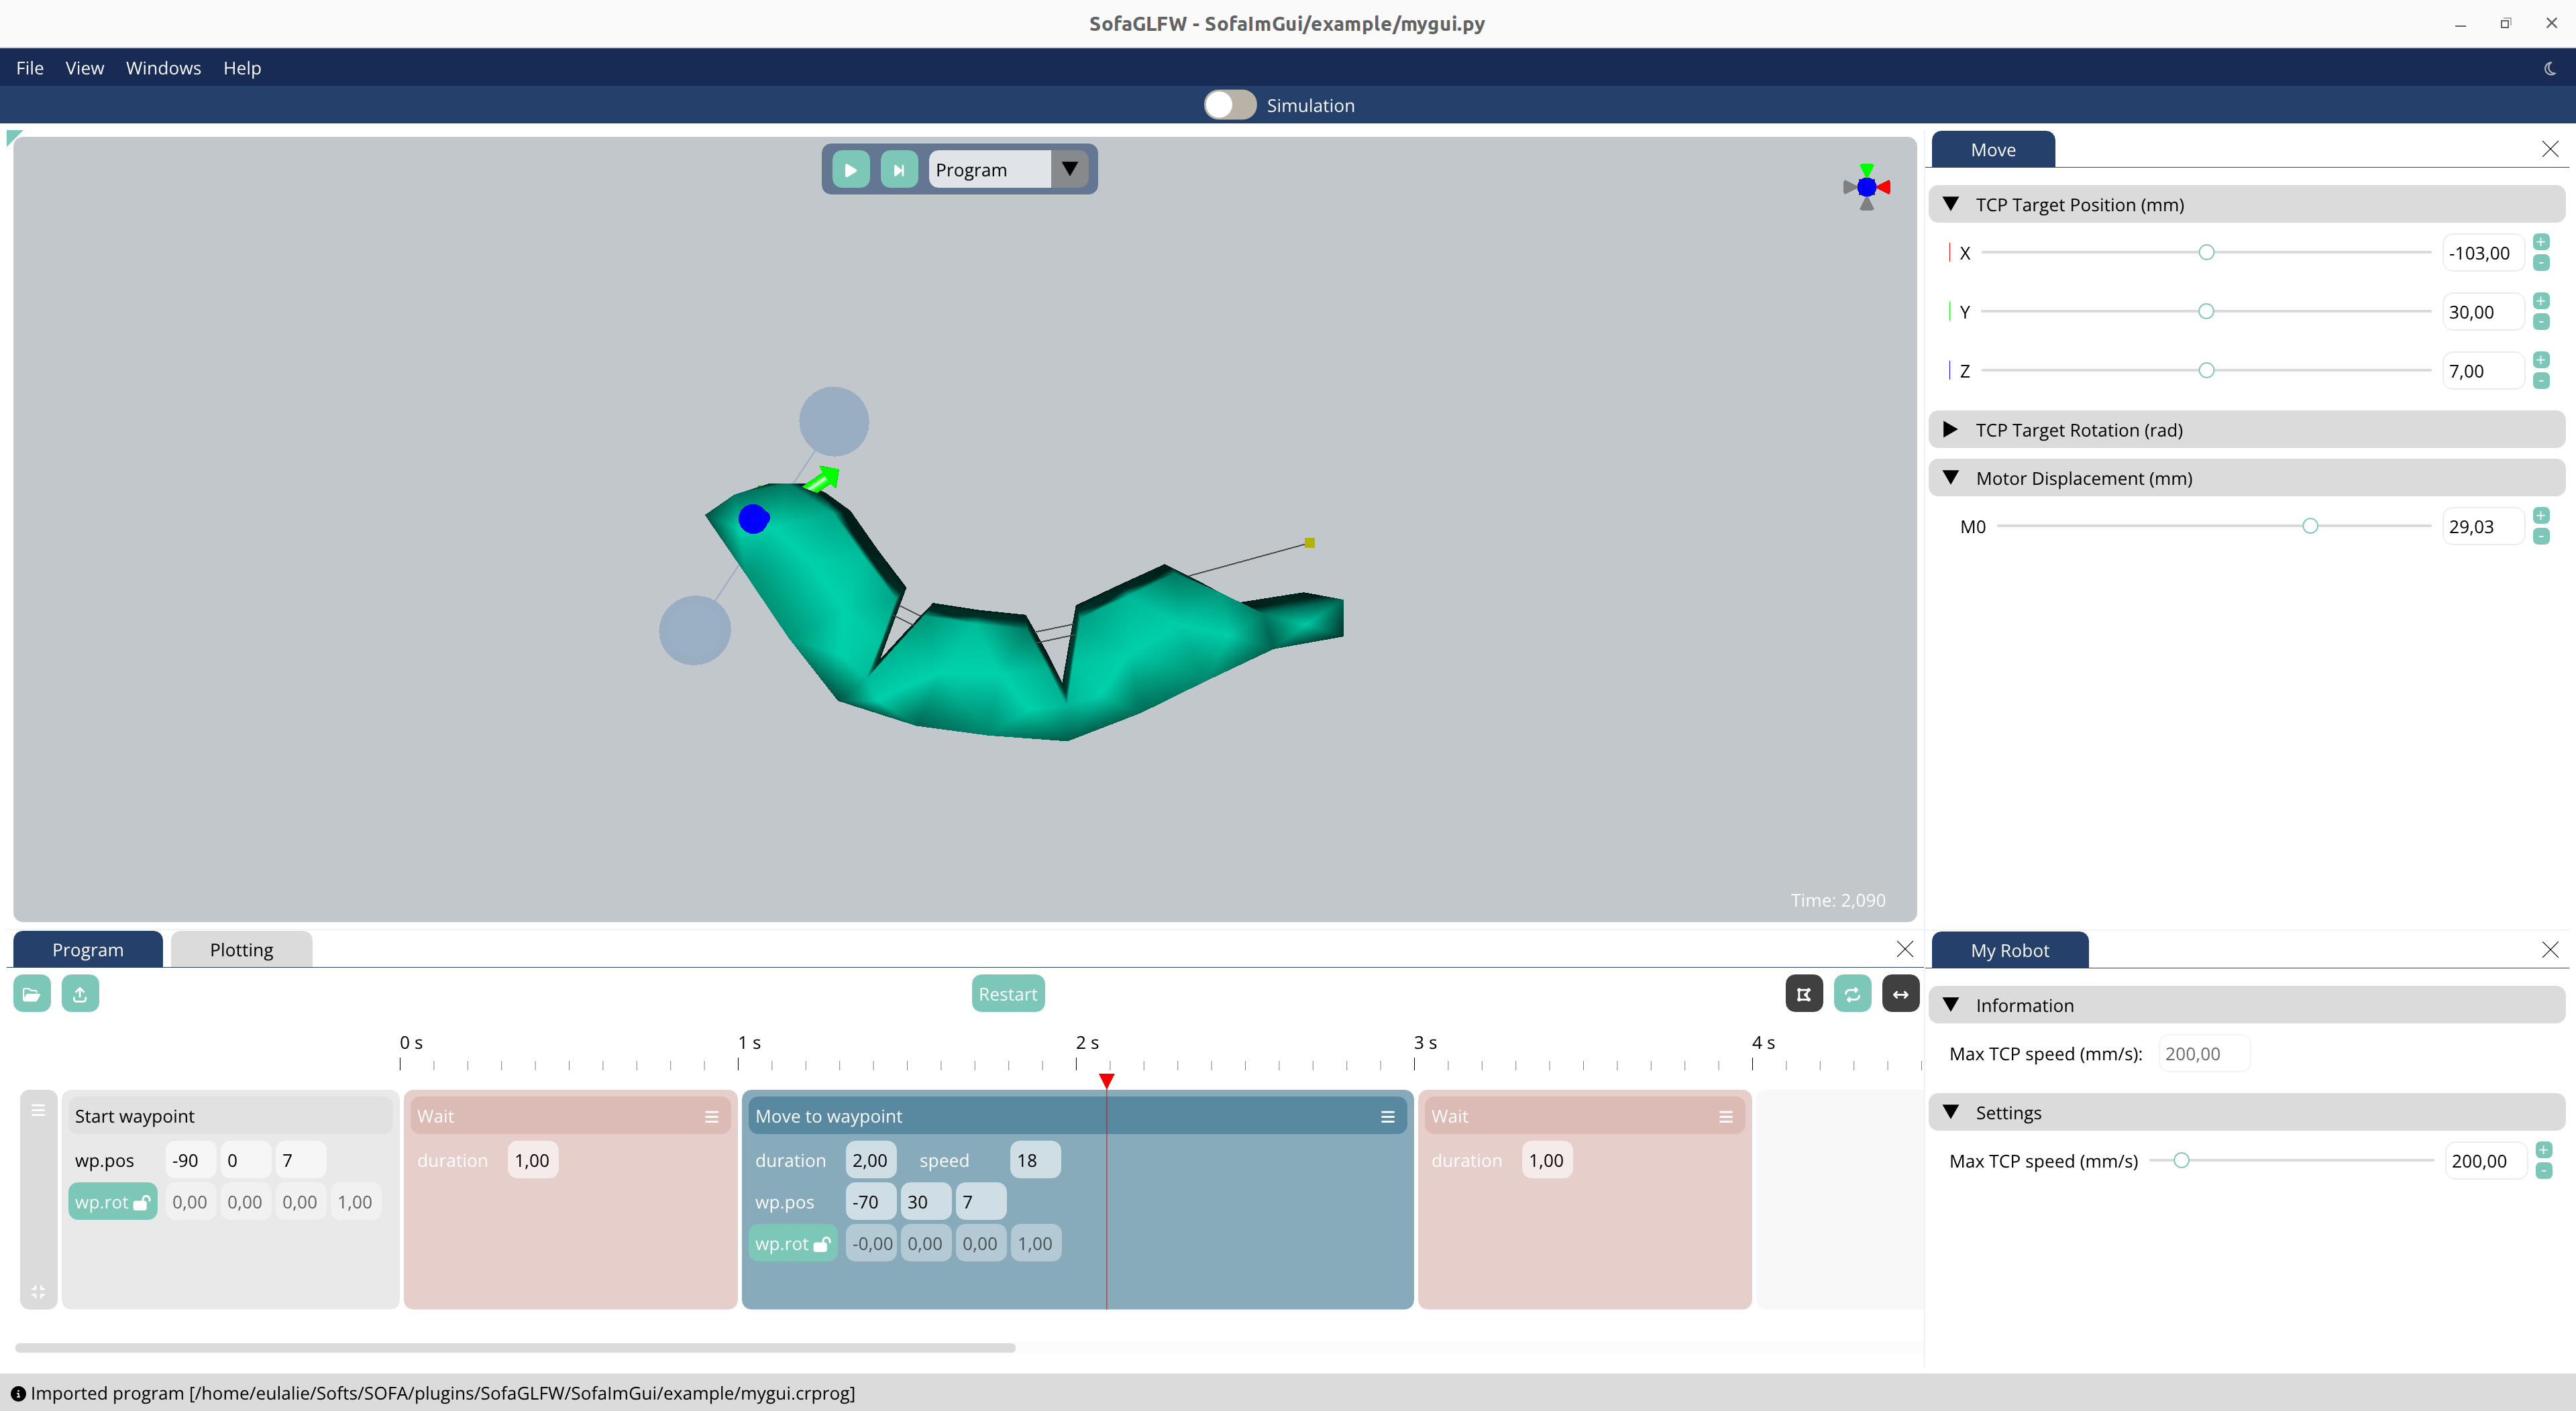 SofaGLFW - SofaImGui/example/mygui.py
File View Windows Help
Simulation
Program
Time: 2,090
Move
TCP Target Position (mm)
X -103,00 + -
Y 30,00 + -
Z 7,00 + -
TCP Target Rotation (rad)
Motor Displacement (mm)
M0 29,03 + -
Program Plotting
Restart
0 s 1 s 2 s 3 s 4 s
Start waypoint
wp.pos -90 0 7
wp.rot 0,00 0,00 0,00 1,00
Wait
duration 1,00
Move to waypoint
duration 2,00 speed 18
wp.pos -70 30 7
wp.rot -0,00 0,00 0,00 1,00
Wait
duration 1,00
My Robot
Information
Max TCP speed (mm/s): 200,00
Settings
Max TCP speed (mm/s) 200,00 + -
Imported program [/home/eulalie/Softs/SOFA/plugins/SofaGLFW/SofaImGui/example/mygui.crprog]